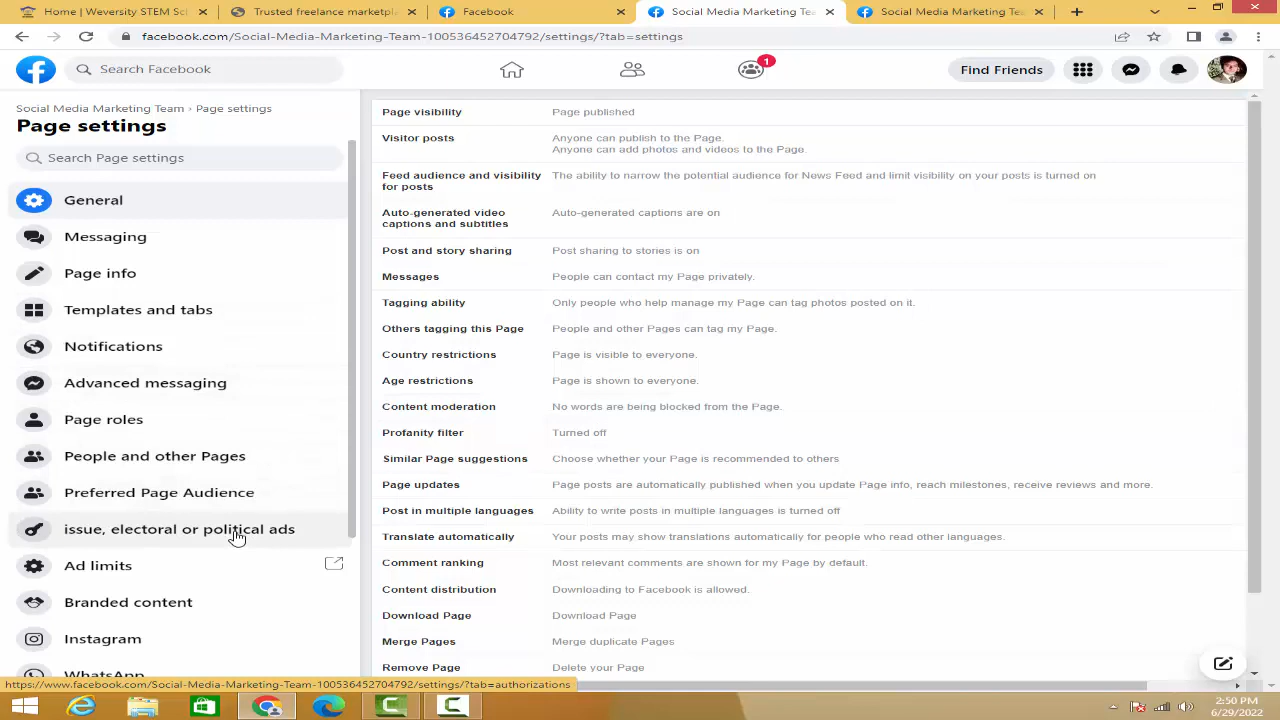 Home | Weversity STEM Sc
Trusted freelance marketpl
Facebook
Social Media Marketing Te
Social Media Marketing Te
facebook.com/Social-Media-Marketing-Team-100536452704792/settings/?tab=settings
Search Facebook
1
Find Friends
Social Media Marketing Team › Page settings
Page settings
Search Page settings
General
Messaging
Page info
Templates and tabs
Notifications
Advanced messaging
Page roles
People and other Pages
Preferred Page Audience
issue, electoral or political ads
Ad limits
Branded content
Instagram
WhatsApp
Page visibility Page published
Visitor posts Anyone can publish to the Page.
Anyone can add photos and videos to the Page.
Feed audience and visibility The ability to narrow the potential audience for News Feed and limit visibility on your posts is turned on
for posts
Auto-generated video Auto-generated captions are on
captions and subtitles
Post and story sharing Post sharing to stories is on
Messages People can contact my Page privately.
Tagging ability Only people who help manage my Page can tag photos posted on it.
Others tagging this Page People and other Pages can tag my Page.
Country restrictions Page is visible to everyone.
Age restrictions Page is shown to everyone.
Content moderation No words are being blocked from the Page.
Profanity filter Turned off
Similar Page suggestions Choose whether your Page is recommended to others
Page updates Page posts are automatically published when you update Page info, reach milestones, receive reviews and more.
Post in multiple languages Ability to write posts in multiple languages is turned off
Translate automatically Your posts may show translations automatically for people who read other languages.
Comment ranking Most relevant comments are shown for my Page by default.
Content distribution Downloading to Facebook is allowed.
Download Page Download Page
Merge Pages Merge duplicate Pages
Remove Page Delete your Page
https://www.facebook.com/Social-Media-Marketing-Team-100536452704792/settings/?tab=authorizations
2:50 PM
6/29/2022